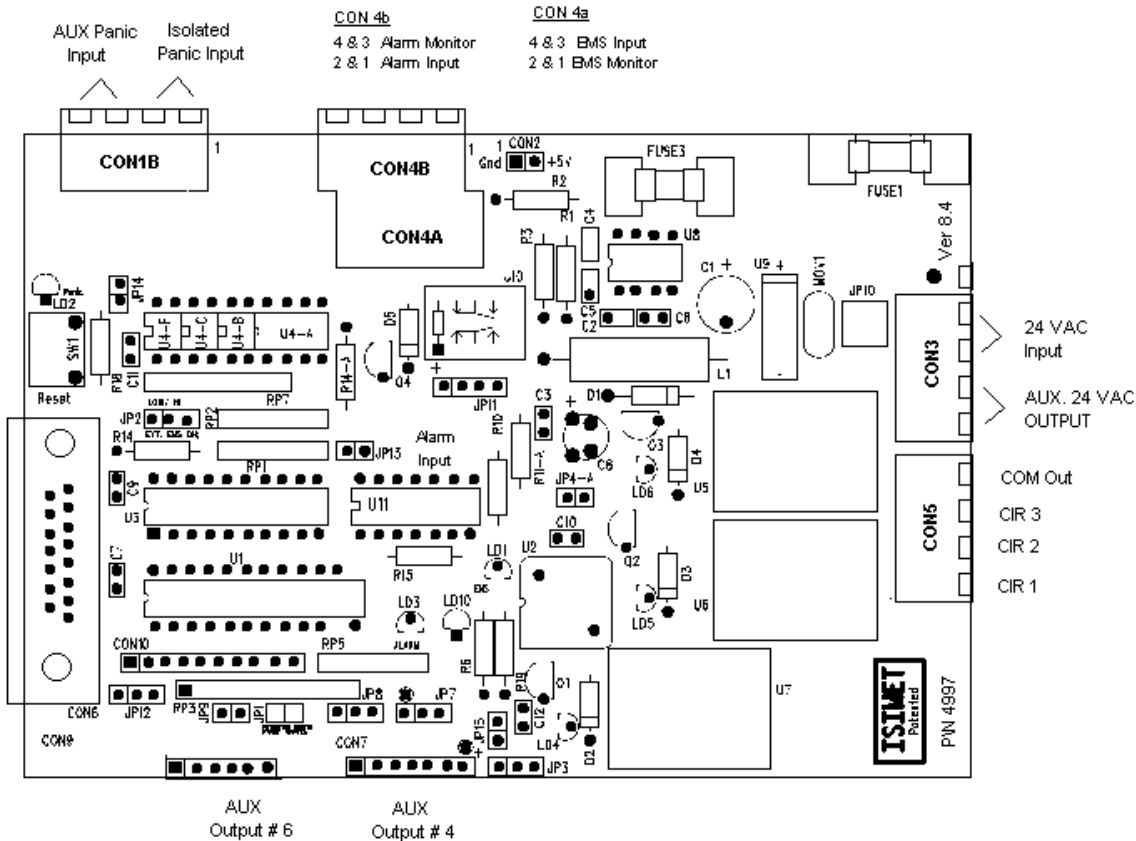 CON 4b
4 & 3 Alarm Monitor
2 & 1 Alarm Input
CON 4a
4 & 3 EMS Input
2 & 1 EMS Monitor
AUX Panic
Input
Isolated
Panic Input
CON1B
1
CON4B
CON4A
1
1
CON2
Gnd
+5v
R2
FUSE3
FUSE1
Ver 8.4
R3
R1
C4
U8
C5
C2
C8
C1
+
U9 +
MOV1
JP10
24 VAC
Input
CON3
AUX. 24 VAC
OUTPUT
Panic
LD2
JP14
SW1
Reset
R18
C11
U4-F
U4-C
U4-B
U4-A
R14-A
D5
Q4
+
JP11
L1
D1
C3
C6
Q3
D4
LD6
U5
RP7
JP2
RP2
R14
RP1
JP13
Alarm
Input
R10
R11-A
JP4-A
C10
Q2
COM Out
CIR 3
CIR 2
CIR 1
CON5
C9
U3
U11
C7
U1
R15
U2
LD1
EMS
D3
LD5
U6
LD3
LD10
ALARM
CON10
RP5
R6
R19
Q1
U7
CON6
JP12
RP3
JP9
JP1
JP8
JP7
C12
JP15
LD4
D2
+
CON9
CON7
JP3
ISIMET
Patented
P\N 4997
AUX
Output # 6
AUX
Output # 4